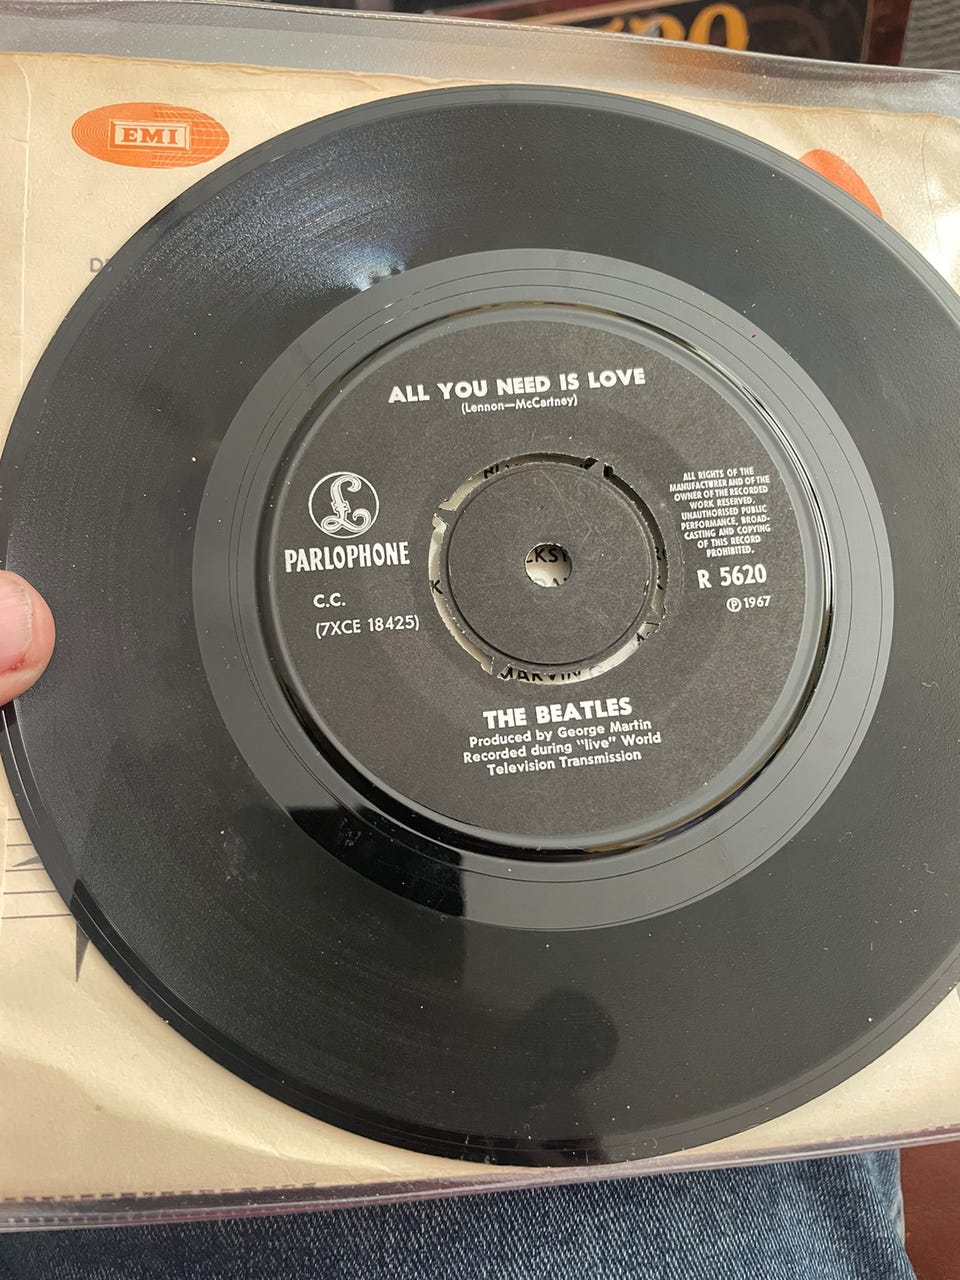 EMI
ALL YOU NEED IS LOVE
(Lennon—McCartney)
£
PARLOPHONE
C.C.
(7XCE 18425)
ALL RIGHTS OF THE
MANUFACTURER AND OF THE
OWNER OF THE RECORDED
WORK RESERVED.
UNAUTHORISED PUBLIC
PERFORMANCE, BROAD-
CASTING AND COPYING
OF THIS RECORD
PROHIBITED.
R 5620
Ⓟ 1967
THE BEATLES
Produced by George Martin
Recorded during "live" World
Television Transmission